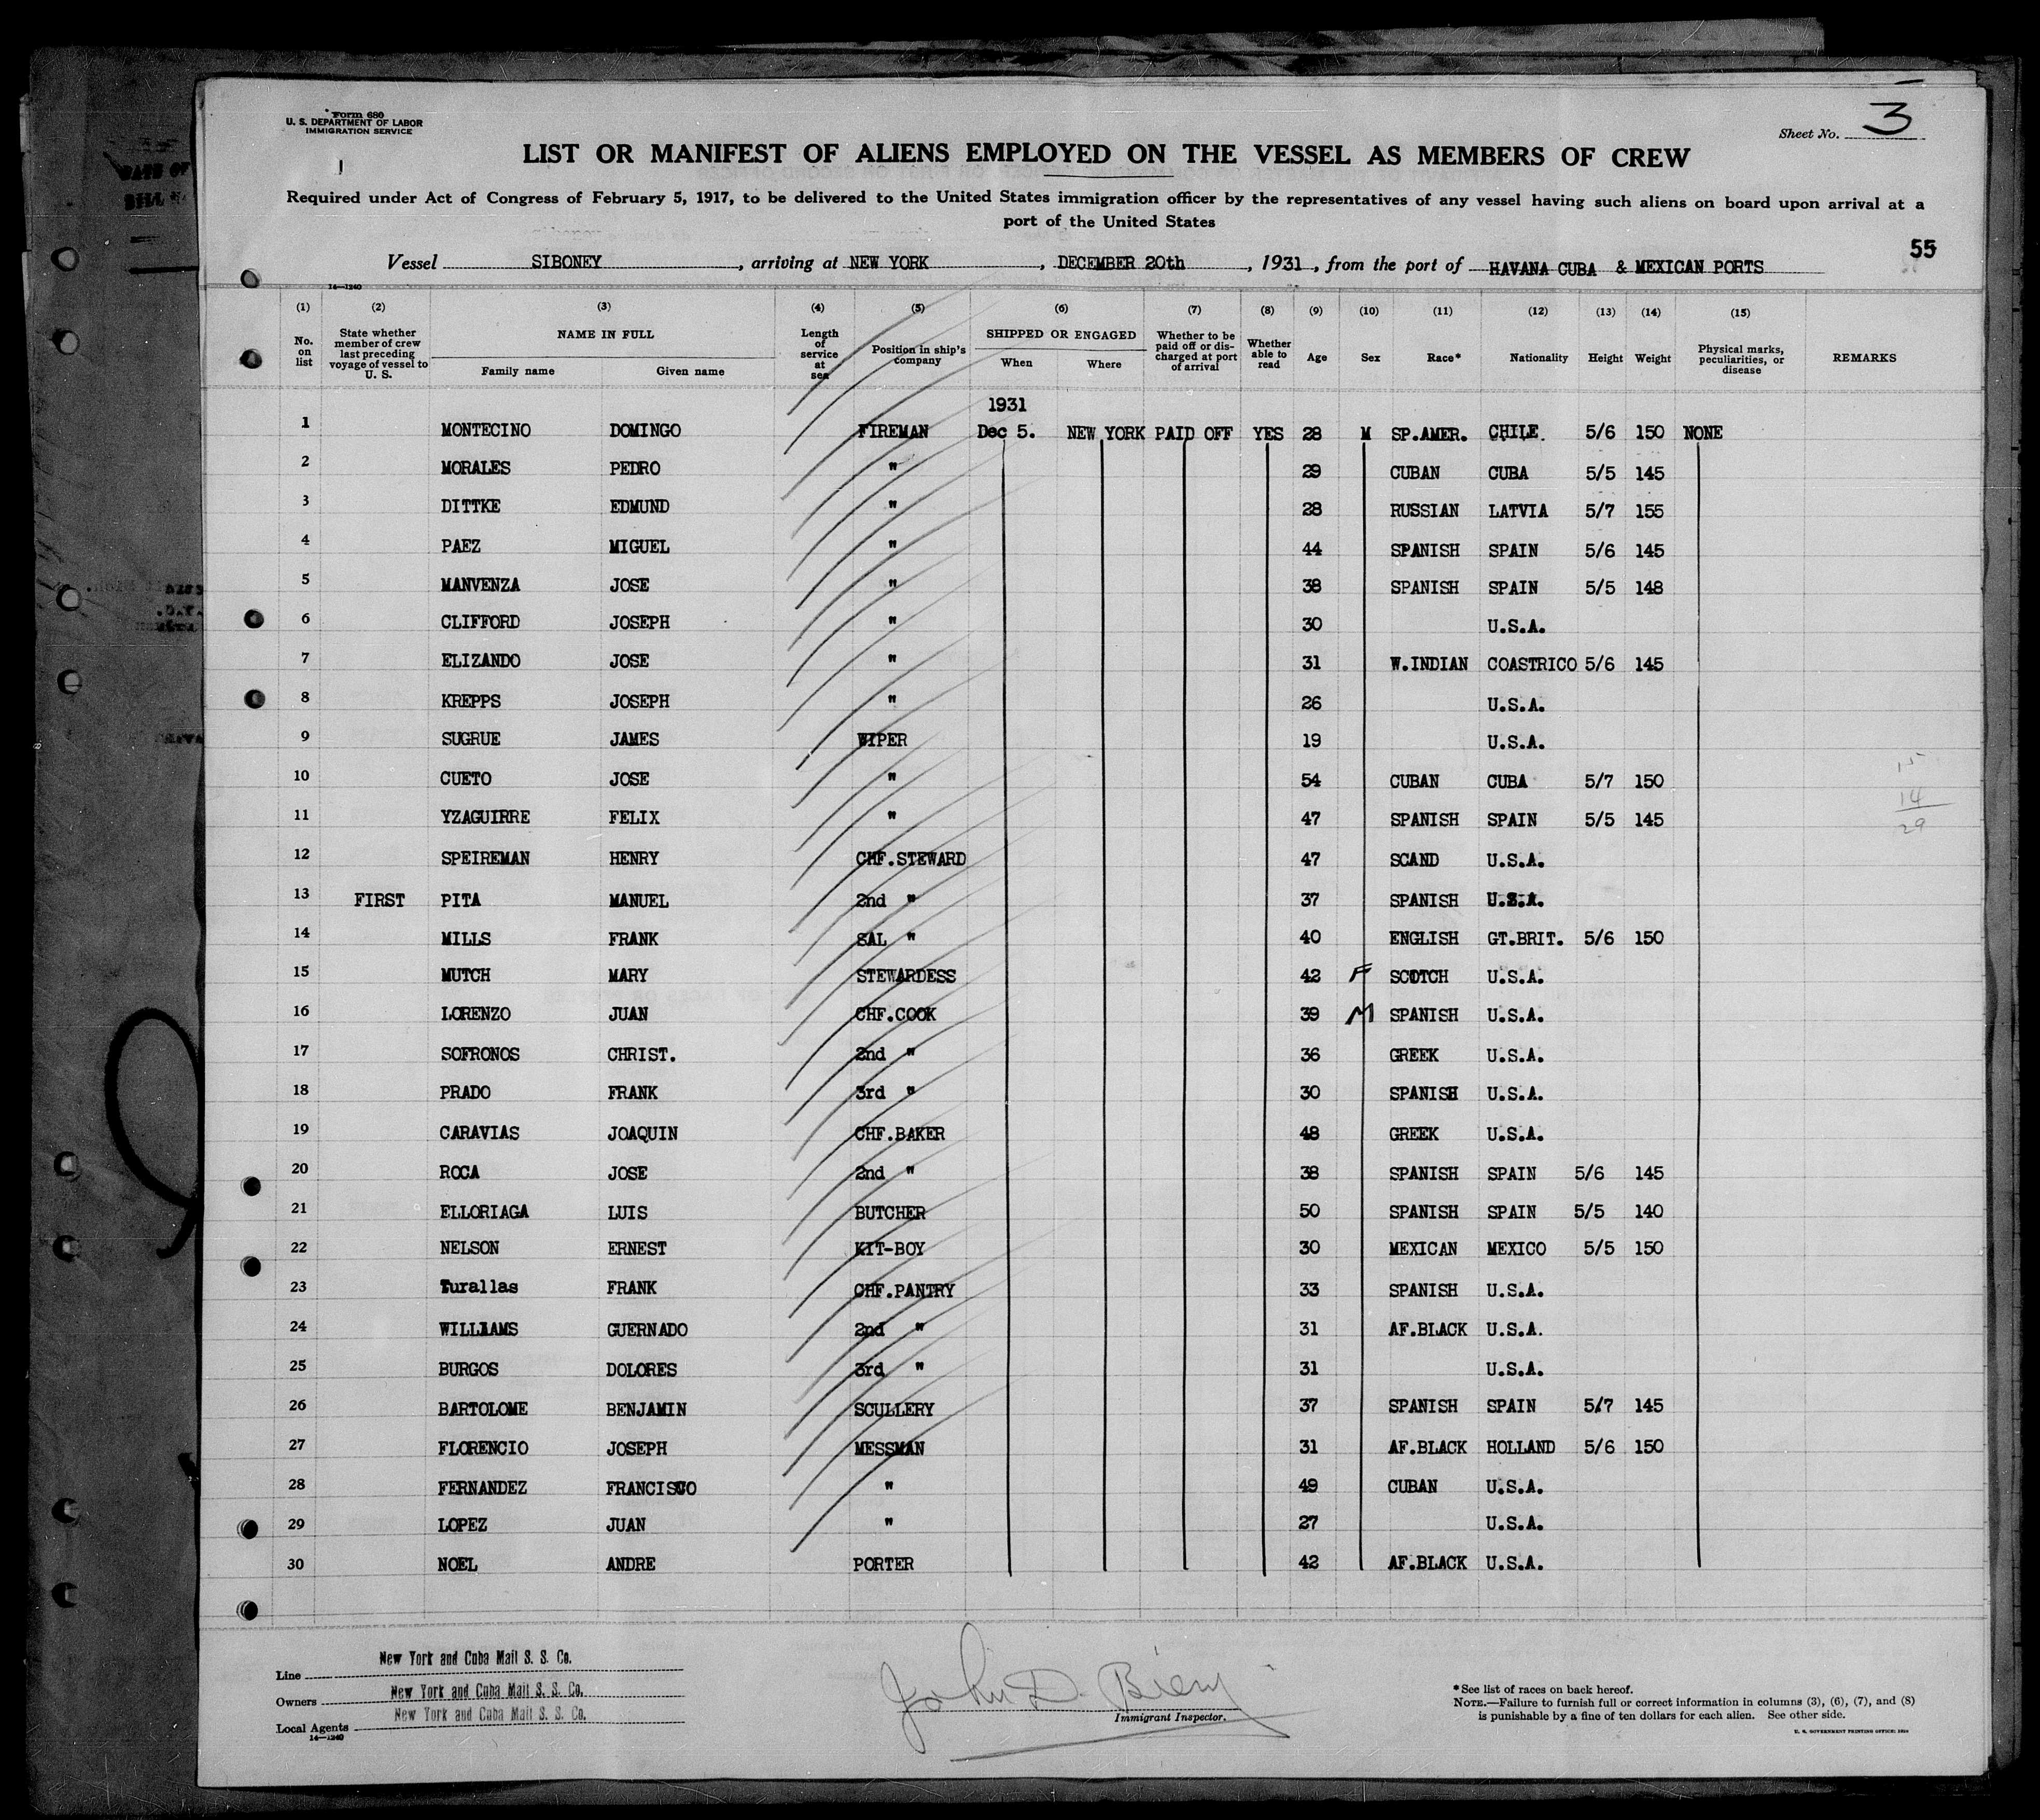 Form 680
U. S. DEPARTMENT OF LABOR
IMMIGRATION SERVICE
Sheet No. 3
LIST OR MANIFEST OF ALIENS EMPLOYED ON THE VESSEL AS MEMBERS OF CREW
Required under Act of Congress of February 5, 1917, to be delivered to the United States immigration officer by the representatives of any vessel having such aliens on board upon arrival at a
port of the United States
55
Vessel SIBONEY, arriving at NEW YORK, DECEMBER 20th, 1931, from the port of HAVANA CUBA & MEXICAN PORTS
14—1240
(1) (2) (3) (4) (5) (6) (7) (8) (9) (10) (11) (12) (13) (14) (15)
No. on list State whether member of crew last preceding voyage of vessel to U. S. NAME IN FULL Family name Given name Length of service at sea Position in ship's company SHIPPED OR ENGAGED When Where Whether to be paid off or discharged at port of arrival Whether able to read Age Sex Race* Nationality Height Weight Physical marks, peculiarities, or disease REMARKS
1931
1 MONTECINO DOMINGO FIREMAN Dec 5. NEW YORK PAID OFF YES 28 M SP.AMER. CHILE. 5/6 150 NONE
2 MORALES PEDRO " 29 CUBAN CUBA 5/5 145
3 DITTKE EDMUND " 28 RUSSIAN LATVIA 5/7 155
4 PAEZ MIGUEL " 44 SPANISH SPAIN 5/6 145
5 MANVENZA JOSE " 38 SPANISH SPAIN 5/5 148
6 CLIFFORD JOSEPH " 30 U.S.A.
7 ELIZANDO JOSE " 31 W.INDIAN COASTRICO 5/6 145
8 KREPPS JOSEPH " 26 U.S.A.
9 SUGRUE JAMES WIPER 19 U.S.A.
10 CUETO JOSE " 54 CUBAN CUBA 5/7 150
11 YZAGUIRRE FELIX " 47 SPANISH SPAIN 5/5 145
14
29
12 SPEIREMAN HENRY CHF.STEWARD 47 SCAND U.S.A.
13 FIRST PITA MANUEL 2nd " 37 SPANISH U.S.A.
14 MILLS FRANK SAL " 40 ENGLISH GT.BRIT. 5/6 150
15 MUTCH MARY STEWARDESS 42 F SCOTCH U.S.A.
16 LORENZO JUAN CHF.COOK 39 M SPANISH U.S.A.
17 SOFRONOS CHRIST. 2nd " 36 GREEK U.S.A.
18 PRADO FRANK 3rd " 30 SPANISH U.S.A.
19 CARAVIAS JOAQUIN CHF.BAKER 48 GREEK U.S.A.
20 ROCA JOSE 2nd " 38 SPANISH SPAIN 5/6 145
21 ELLORIAGA LUIS BUTCHER 50 SPANISH SPAIN 5/5 140
22 NELSON ERNEST KIT-BOY 30 MEXICAN MEXICO 5/5 150
23 Turallas FRANK CHF.PANTRY 33 SPANISH U.S.A.
24 WILLIAMS GUERNADO 2nd " 31 AF.BLACK U.S.A.
25 BURGOS DOLORES 3rd " 31 U.S.A.
26 BARTOLOME BENJAMIN SCULLERY 37 SPANISH SPAIN 5/7 145
27 FLORENCIO JOSEPH MESSMAN 31 AF.BLACK HOLLAND 5/6 150
28 FERNANDEZ FRANCISCO " 49 CUBAN U.S.A.
29 LOPEZ JUAN " 27 U.S.A.
30 NOEL ANDRE PORTER 42 AF.BLACK U.S.A.
Line New York and Cuba Mail S. S. Co.
Owners New York and Cuba Mail S. S. Co.
Local Agents New York and Cuba Mail S. S. Co.
14—1240
John D.
Immigrant Inspector.
*See list of races on back hereof.
NOTE.—Failure to furnish full or correct information in columns (3), (6), (7), and (8)
is punishable by a fine of ten dollars for each alien. See other side.